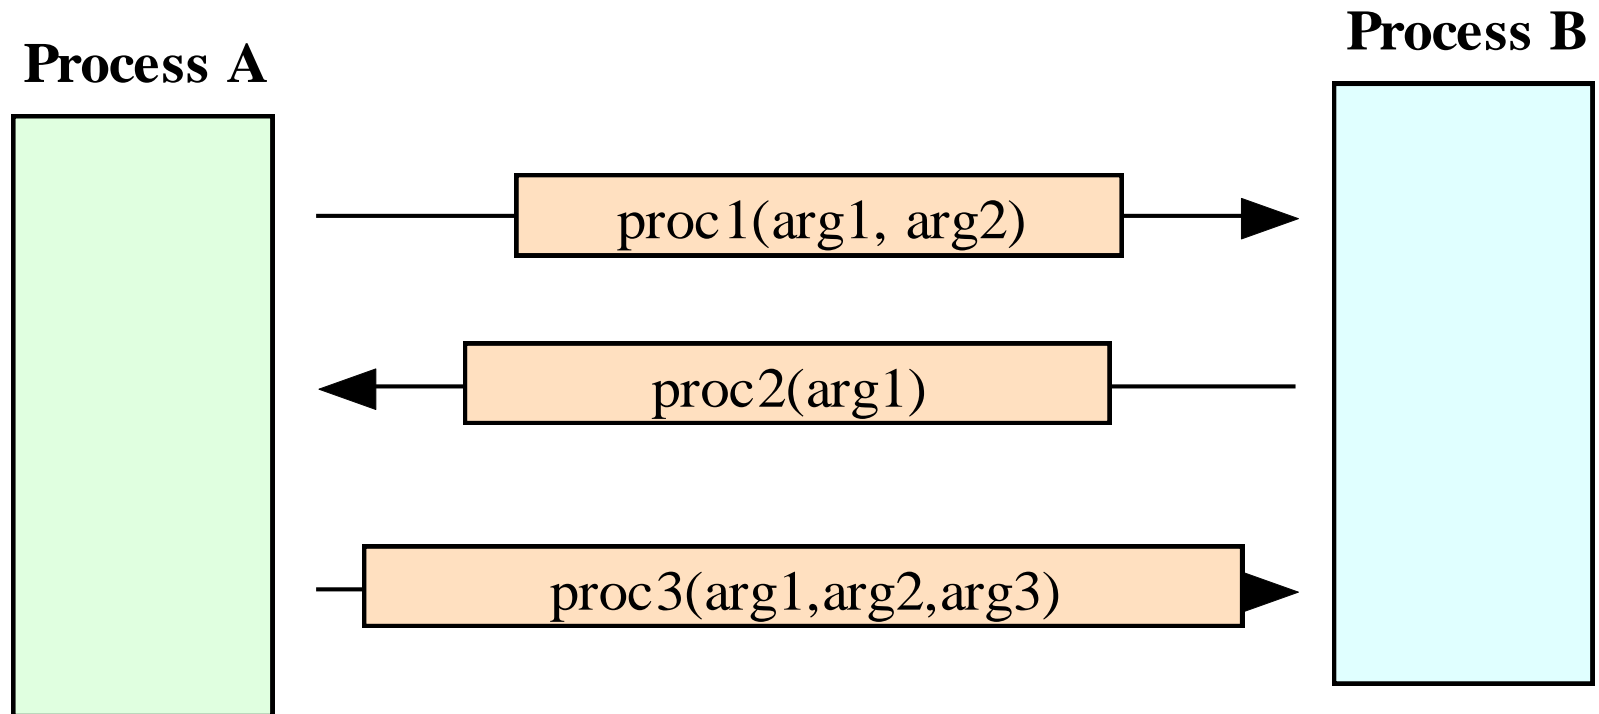 Process A
Process B
proc1(arg1, arg2)
proc2(arg1)
proc3(arg1,arg2,arg3)